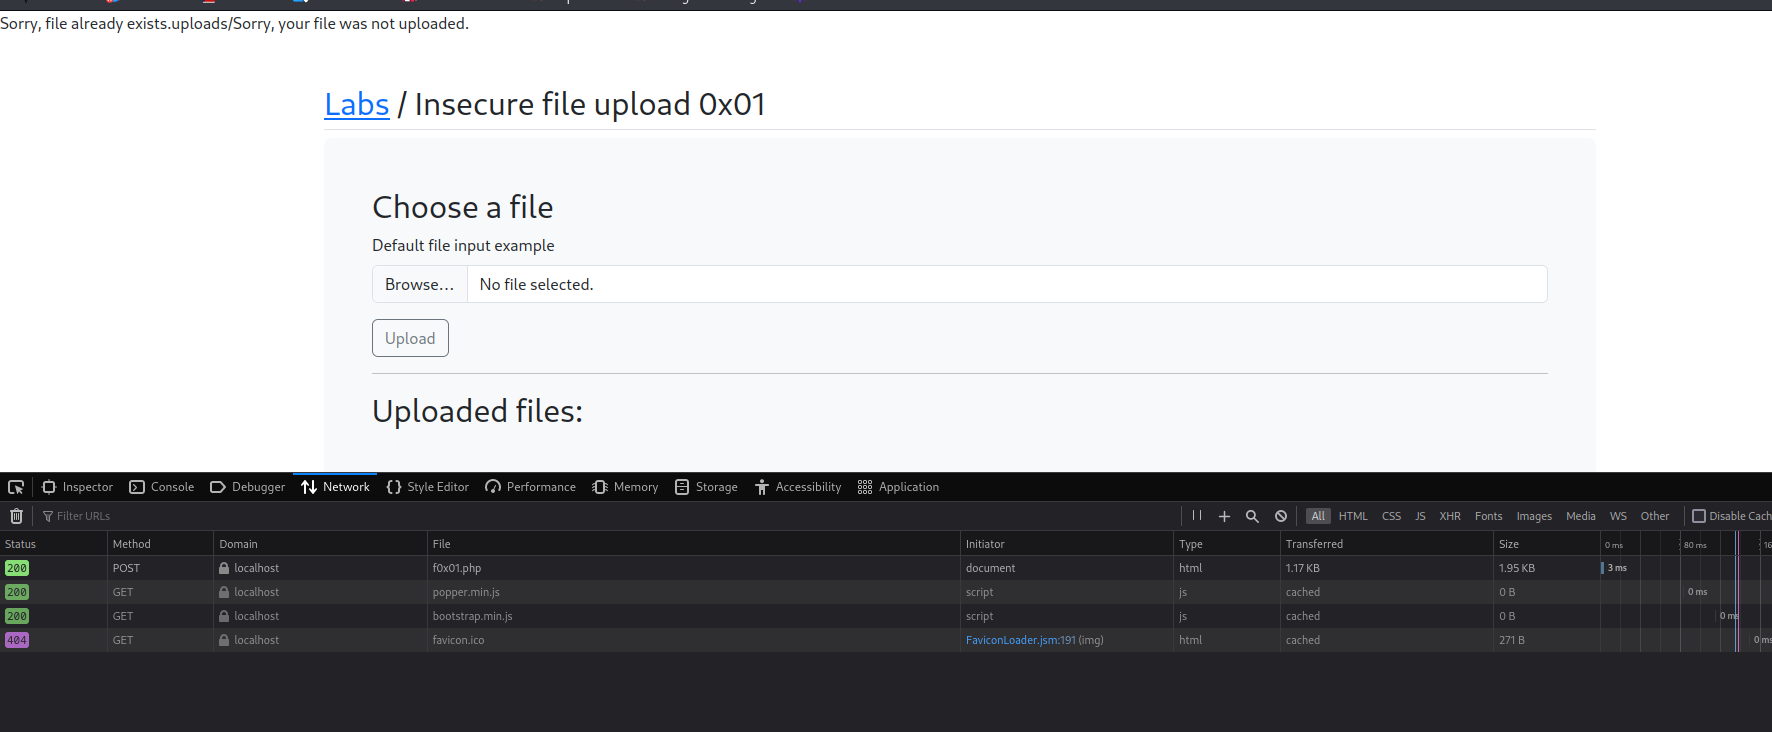 Sorry, file already exists.uploads/Sorry, your file was not uploaded.
Labs / Insecure file upload 0x01
Choose a file
Default file input example
Browse... No file selected.
Upload
Uploaded files:
Inspector Console Debugger Network Style Editor Performance Memory Storage Accessibility Application
Filter URLs All HTML CSS JS XHR Fonts Images Media WS Other Disable Cach
Status Method Domain File Initiator Type Transferred Size 0 ms 80 ms 16
200 POST localhost f0x01.php document html 1.17 KB 1.95 KB 3 ms
200 GET localhost popper.min.js script js cached 0 B 0 ms
200 GET localhost bootstrap.min.js script js cached 0 B 0 ms
404 GET localhost favicon.ico FaviconLoader.jsm:191 (img) html cached 271 B 0 ms